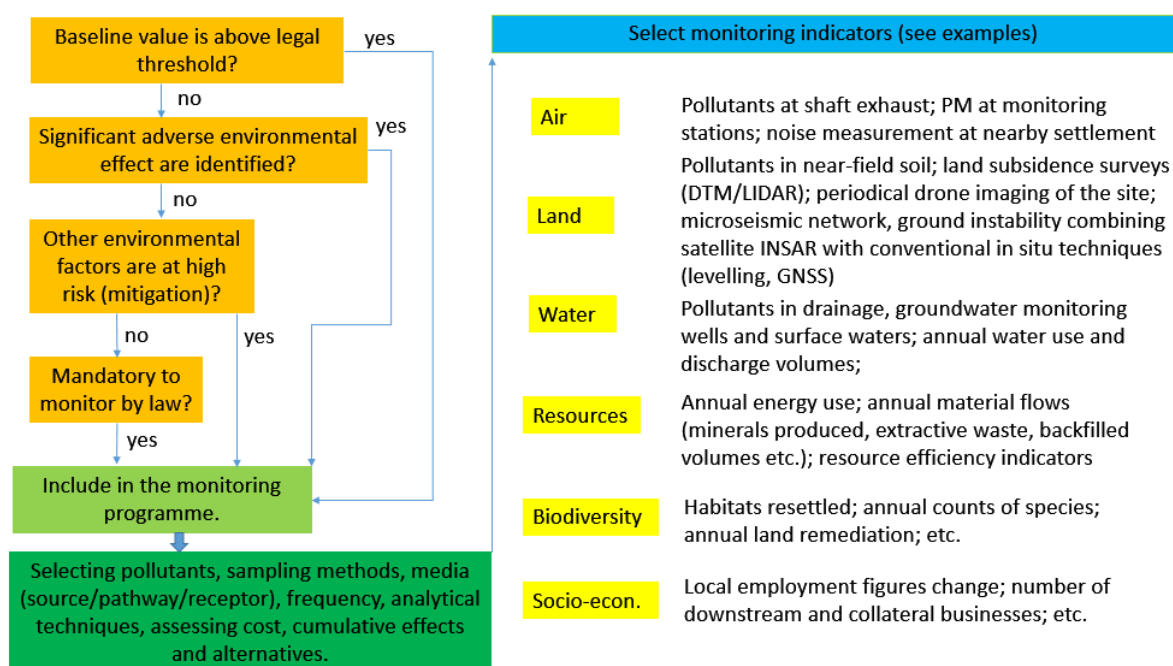 Baseline value is above legal
threshold?
yes
no
Significant adverse environmental
effect are identified?
yes
no
Other environmental
factors are at high
risk (mitigation)?
no
yes
Mandatory to
monitor by law?
yes
Include in the monitoring
programme.
Selecting pollutants, sampling methods, media
(source/pathway/receptor), frequency, analytical
techniques, assessing cost, cumulative effects
and alternatives.
Select monitoring indicators (see examples)
Air
Pollutants at shaft exhaust; PM at monitoring
stations; noise measurement at nearby settlement
Land
Pollutants in near-field soil; land subsidence surveys
(DTM/LIDAR); periodical drone imaging of the site;
microseismic network, ground instability combining
satellite INSAR with conventional in situ techniques
(levelling, GNSS)
Water
Pollutants in drainage, groundwater monitoring
wells and surface waters; annual water use and
discharge volumes;
Resources
Annual energy use; annual material flows
(minerals produced, extractive waste, backfilled
volumes etc.); resource efficiency indicators
Biodiversity
Habitats resettled; annual counts of species;
annual land remediation; etc.
Socio-econ.
Local employment figures change; number of
downstream and collateral businesses; etc.